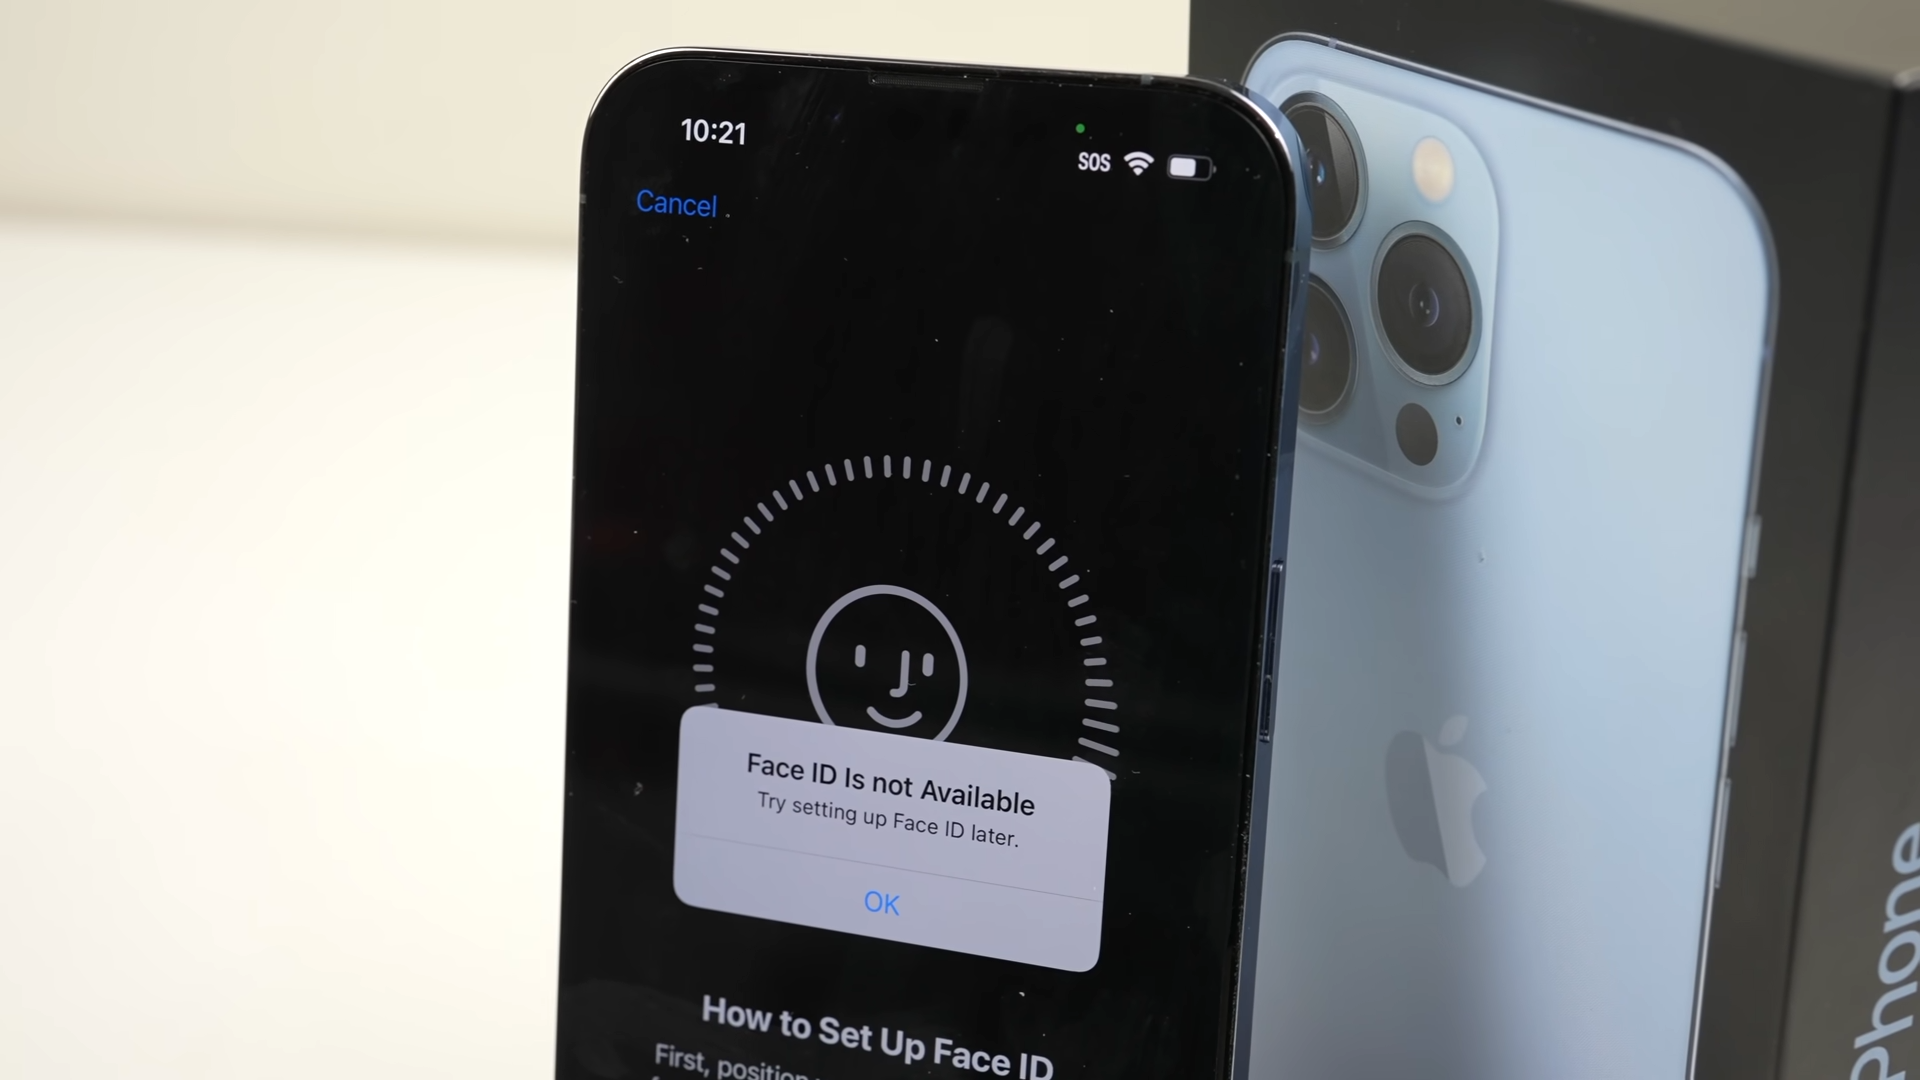 10:21
SOS
Cancel
Face ID Is not Available
Try setting up Face ID later.
OK
How to Set Up Face ID
First, position
iPhone